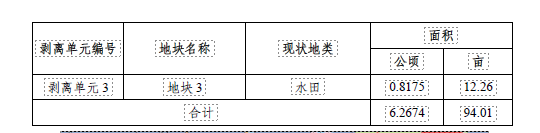 剥离单元编号 地块名称 现状地类 面积
公顷 亩
剥离单元 3 地块 3 水田 0.8175 12.26
合计 6.2674 94.01